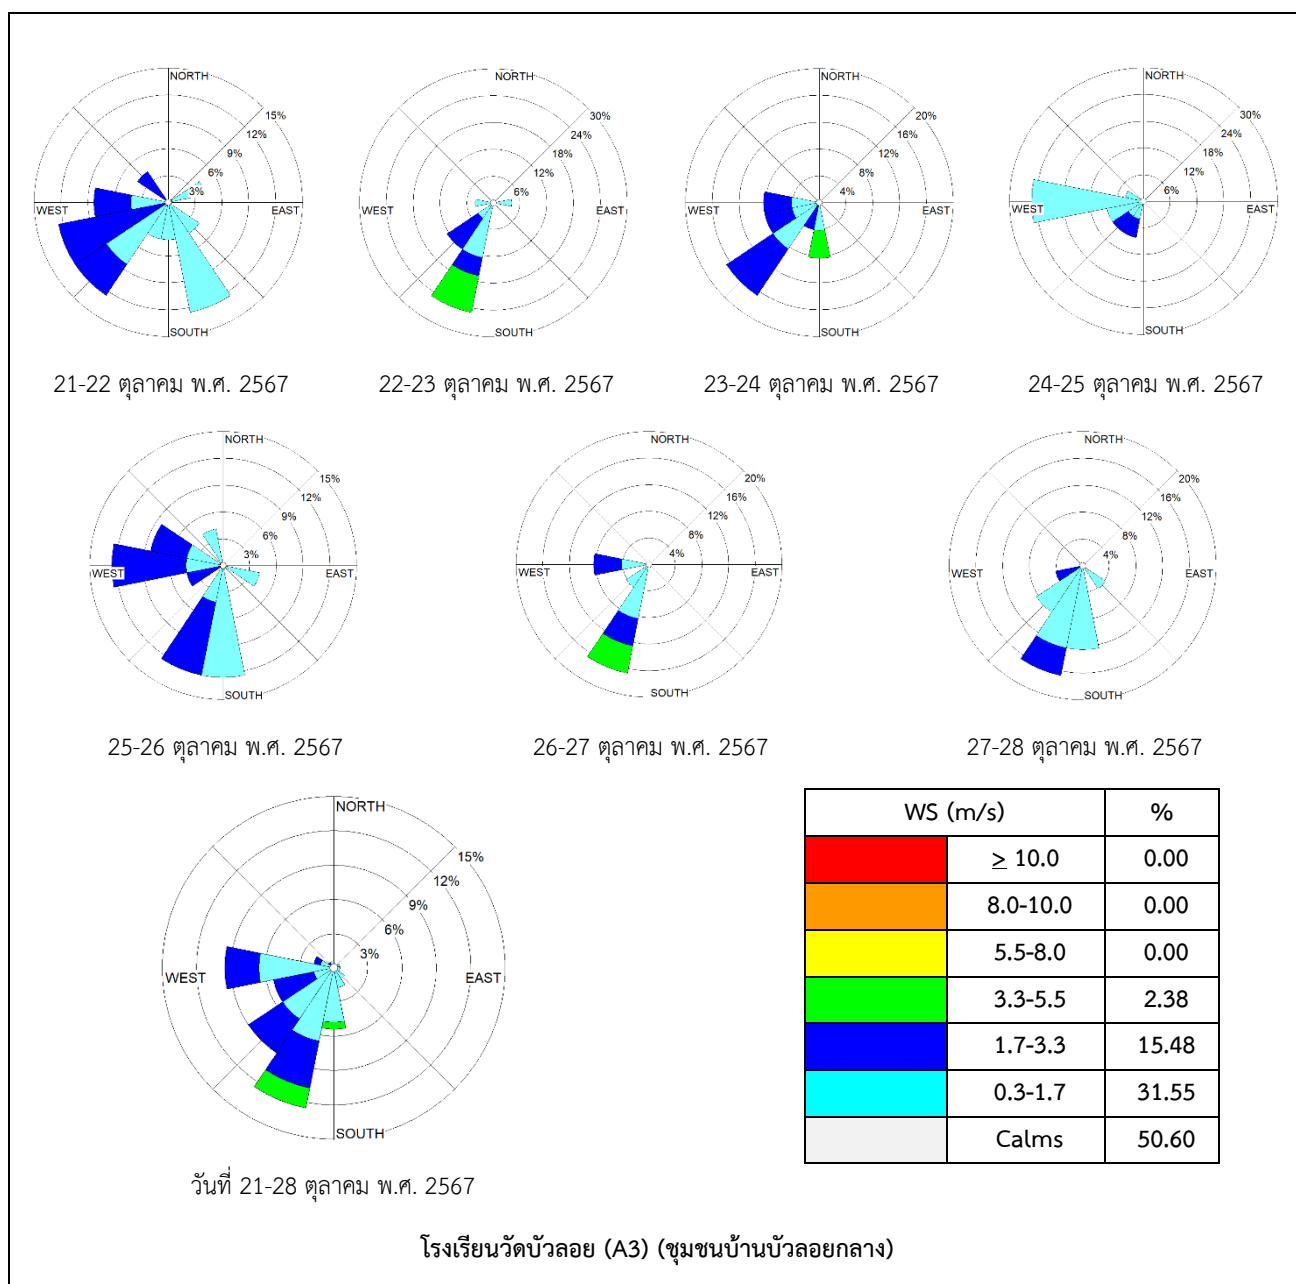 NORTH
15%
12%
9%
6%
3%
WEST
EAST
SOUTH
21-22 ตุลาคม พ.ศ. 2567
NORTH
30%
24%
18%
12%
6%
WEST
EAST
SOUTH
22-23 ตุลาคม พ.ศ. 2567
NORTH
20%
16%
12%
8%
4%
WEST
EAST
SOUTH
23-24 ตุลาคม พ.ศ. 2567
NORTH
30%
24%
18%
12%
6%
WEST
EAST
SOUTH
24-25 ตุลาคม พ.ศ. 2567
NORTH
15%
12%
9%
6%
3%
WEST
EAST
SOUTH
25-26 ตุลาคม พ.ศ. 2567
NORTH
20%
16%
12%
8%
4%
WEST
EAST
SOUTH
26-27 ตุลาคม พ.ศ. 2567
NORTH
20%
16%
12%
8%
4%
WEST
EAST
SOUTH
27-28 ตุลาคม พ.ศ. 2567
NORTH
15%
12%
9%
6%
3%
WEST
EAST
SOUTH
วันที่ 21-28 ตุลาคม พ.ศ. 2567
WS (m/s) %
≥ 10.0 0.00
8.0-10.0 0.00
5.5-8.0 0.00
3.3-5.5 2.38
1.7-3.3 15.48
0.3-1.7 31.55
Calms 50.60
โรงเรียนวัดบัวลอย (A3) (ชุมชนบ้านบัวลอยกลาง)